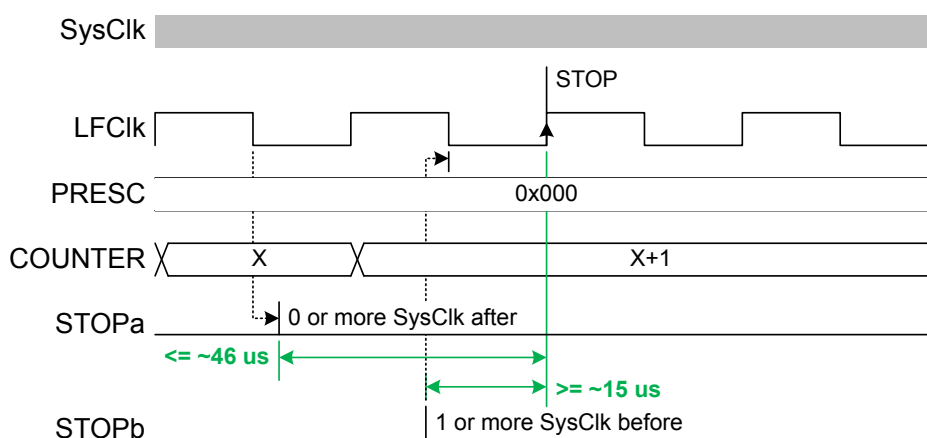 SysClk
STOP
LFClk
PRESC
0x000
COUNTER
X
X+1
STOPa
0 or more SysClk after
<= ~46 us
>= ~15 us
STOPb
1 or more SysClk before